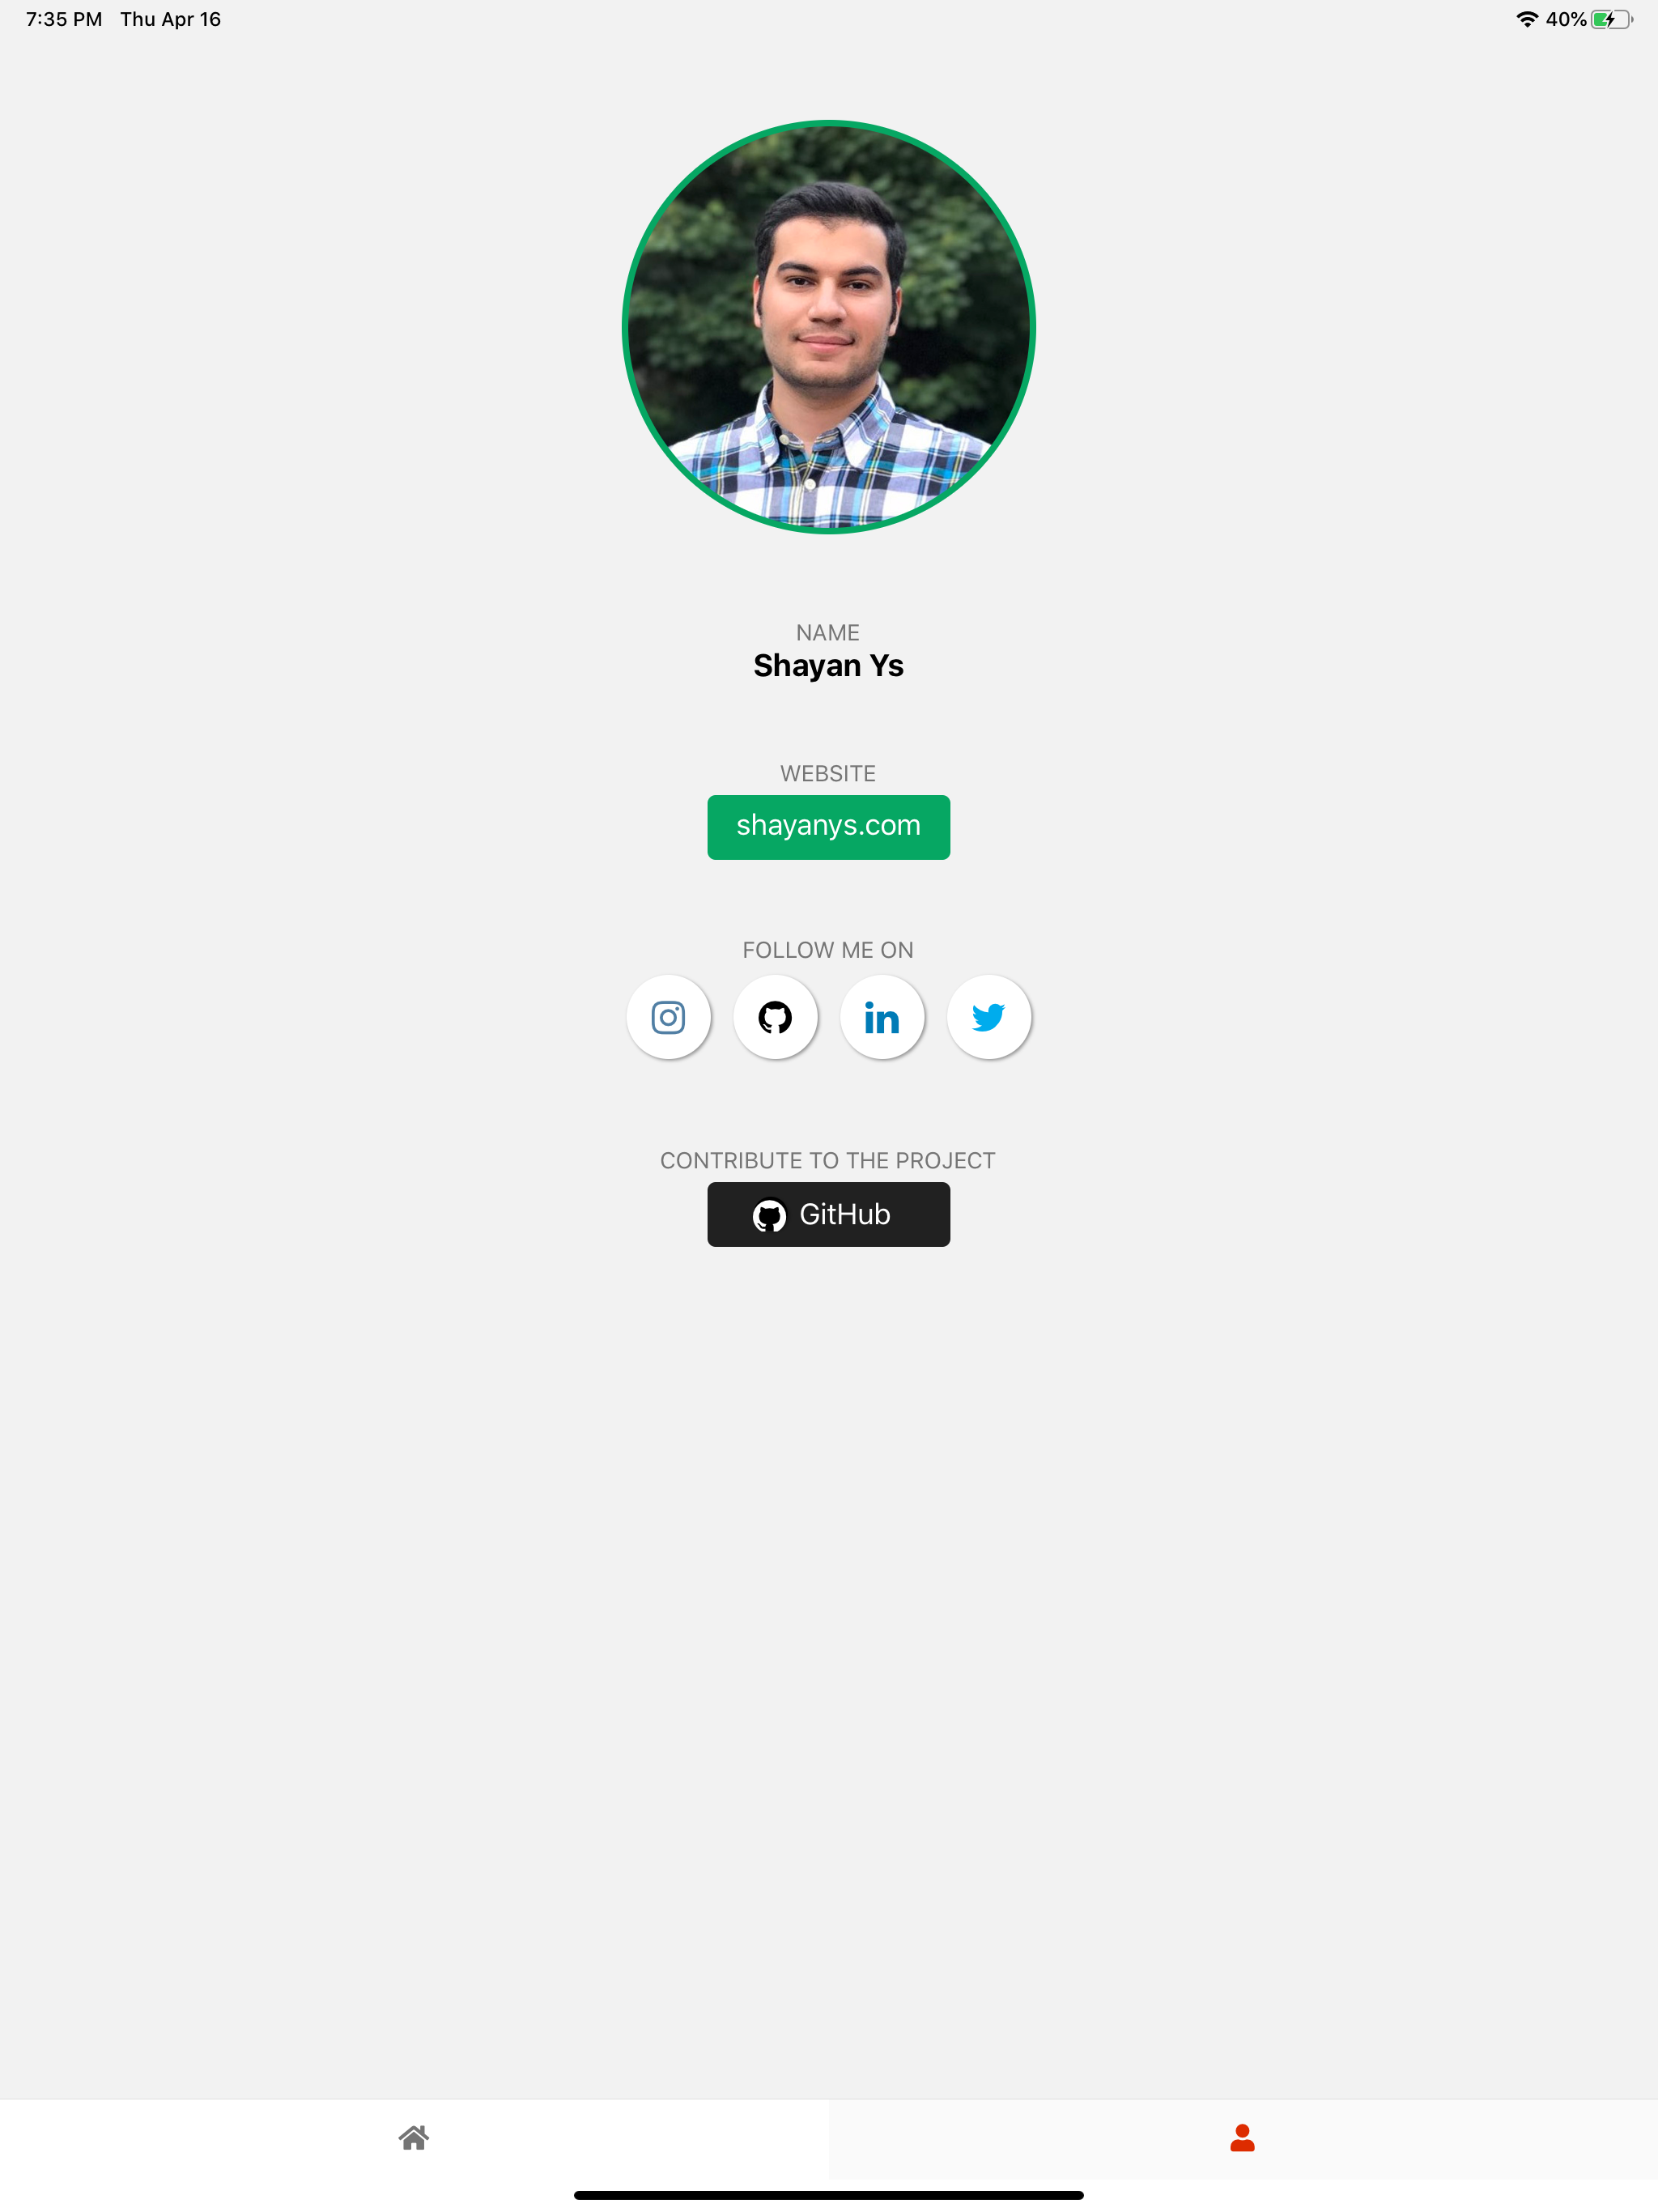 7:35 PM Thu Apr 16 40%
NAME
Shayan Ys
WEBSITE
shayanys.com
FOLLOW ME ON
in
CONTRIBUTE TO THE PROJECT
GitHub